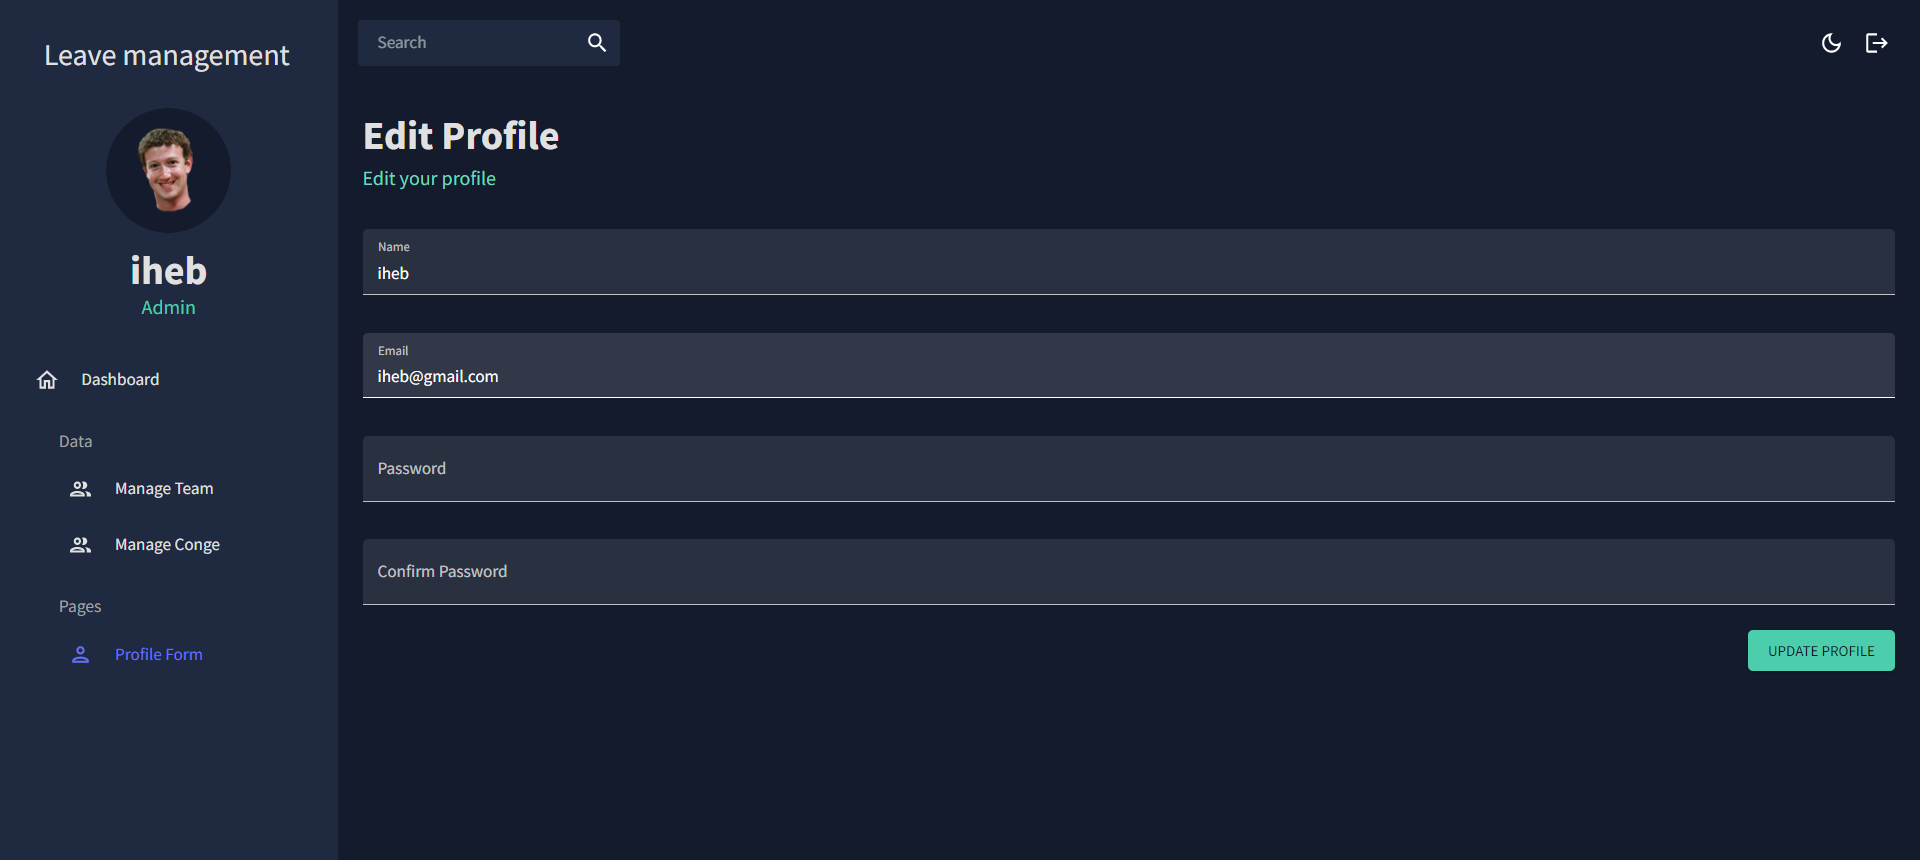 Leave management
iheb
Admin
Dashboard
Data
Manage Team
Manage Conge
Pages
Profile Form
Search
Edit Profile
Edit your profile
Name
iheb
Email
iheb@gmail.com
Password
Confirm Password
UPDATE PROFILE